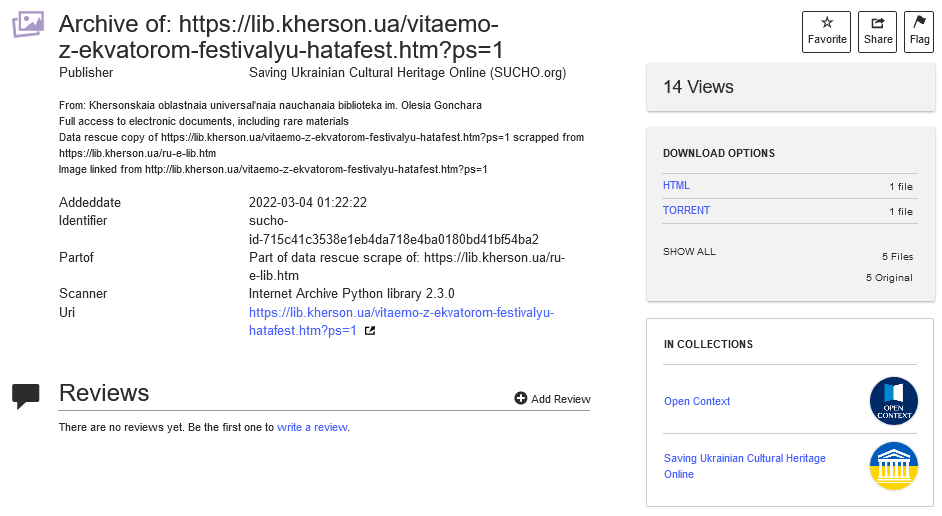 Archive of: https://lib.kherson.ua/vitaemo-
z-ekvatorom-festivalyu-hatafest.htm?ps=1
Publisher Saving Ukrainian Cultural Heritage Online (SUCHO.org)
From: Khersonskaia oblastnaia universal'naia nauchanaia biblioteka im. Olesia Gonchara
Full access to electronic documents, including rare materials
Data rescue copy of https://lib.kherson.ua/vitaemo-z-ekvatorom-festivalyu-hatafest.htm?ps=1 scrapped from
https://lib.kherson.ua/ru-e-lib.htm
Image linked from http://lib.kherson.ua/vitaemo-z-ekvatorom-festivalyu-hatafest.htm?ps=1
Addeddate 2022-03-04 01:22:22
Identifier sucho-
id-715c41c3538e1eb4da718e4ba0180bd41bf54ba2
Partof Part of data rescue scrape of: https://lib.kherson.ua/ru-
e-lib.htm
Scanner Internet Archive Python library 2.3.0
Uri https://lib.kherson.ua/vitaemo-z-ekvatorom-festivalyu-
hatafest.htm?ps=1
Reviews
Add Review
There are no reviews yet. Be the first one to write a review.
Favorite
Share
Flag
14 Views
DOWNLOAD OPTIONS
HTML 1 file
TORRENT 1 file
SHOW ALL 5 Files
5 Original
IN COLLECTIONS
Open Context
OPEN
CONTEXT
Saving Ukrainian Cultural Heritage
Online